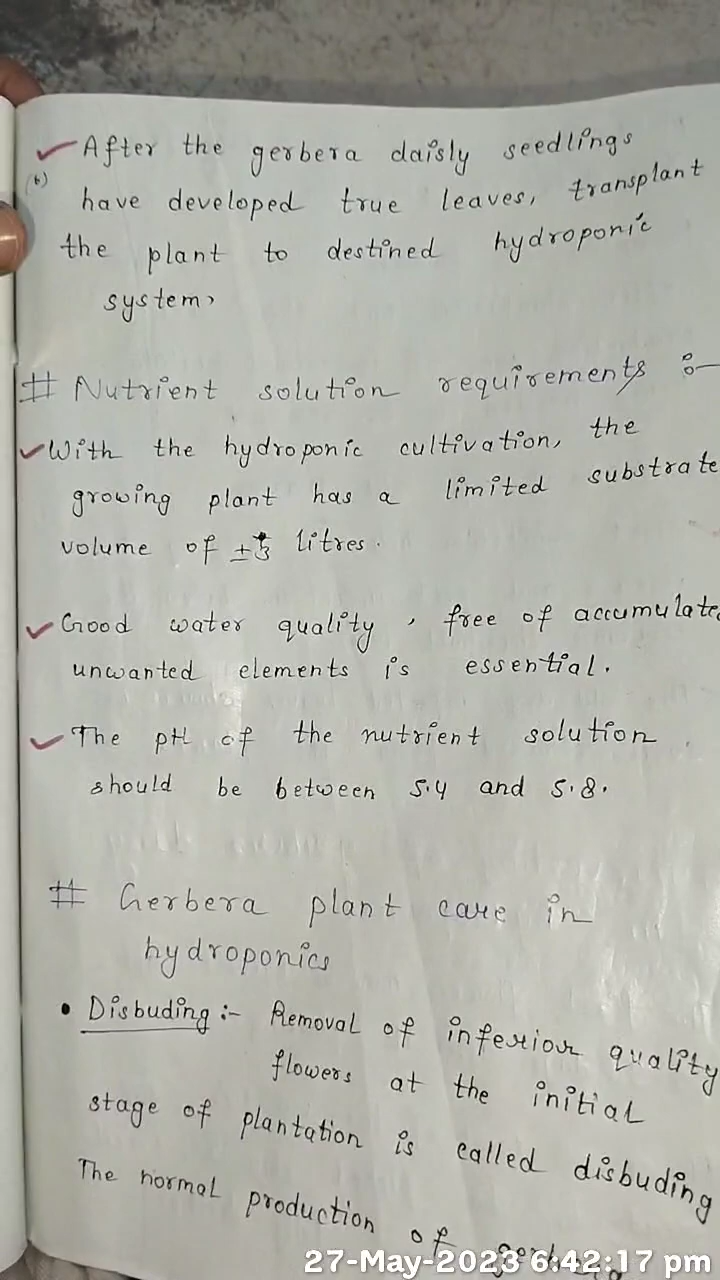 After the gerbera daisly seedlings
(6)
have developed true leaves, transplant
the plant to destined hydroponic
system,
# Nutrient solution requirements :-
With the hydroponic cultivation, the
growing plant has a limited substrate
volume of ± litres.
Good water quality, free of accumulate
unwanted elements is essential.
The pH of the nutrient solution
should be between 5.4 and 5.8.
# Gerbera plant care in
hydroponics
• Disbuding :- Removal of inferior quality
flowers at the initial
stage of plantation is called disbuding
The normal production of
27-May-2023 6:42:17 pm